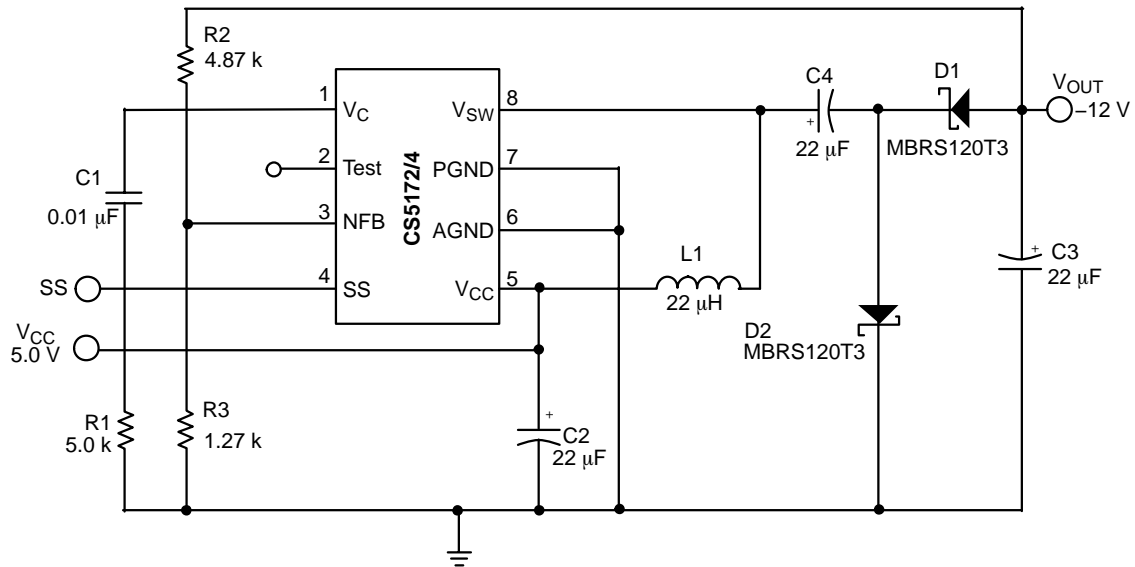 R2
4.87 k
C4
D1
VOUT
–12 V
1
VC
VSW
8
22 μF
MBRS120T3
2
Test
PGND
7
C1
0.01 μF
CS5172/4
3
NFB
AGND
6
L1
C3
22 μF
SS
4
SS
VCC
5
22 μH
VCC
5.0 V
D2
MBRS120T3
R1
5.0 k
R3
1.27 k
+
C2
22 μF
+
+